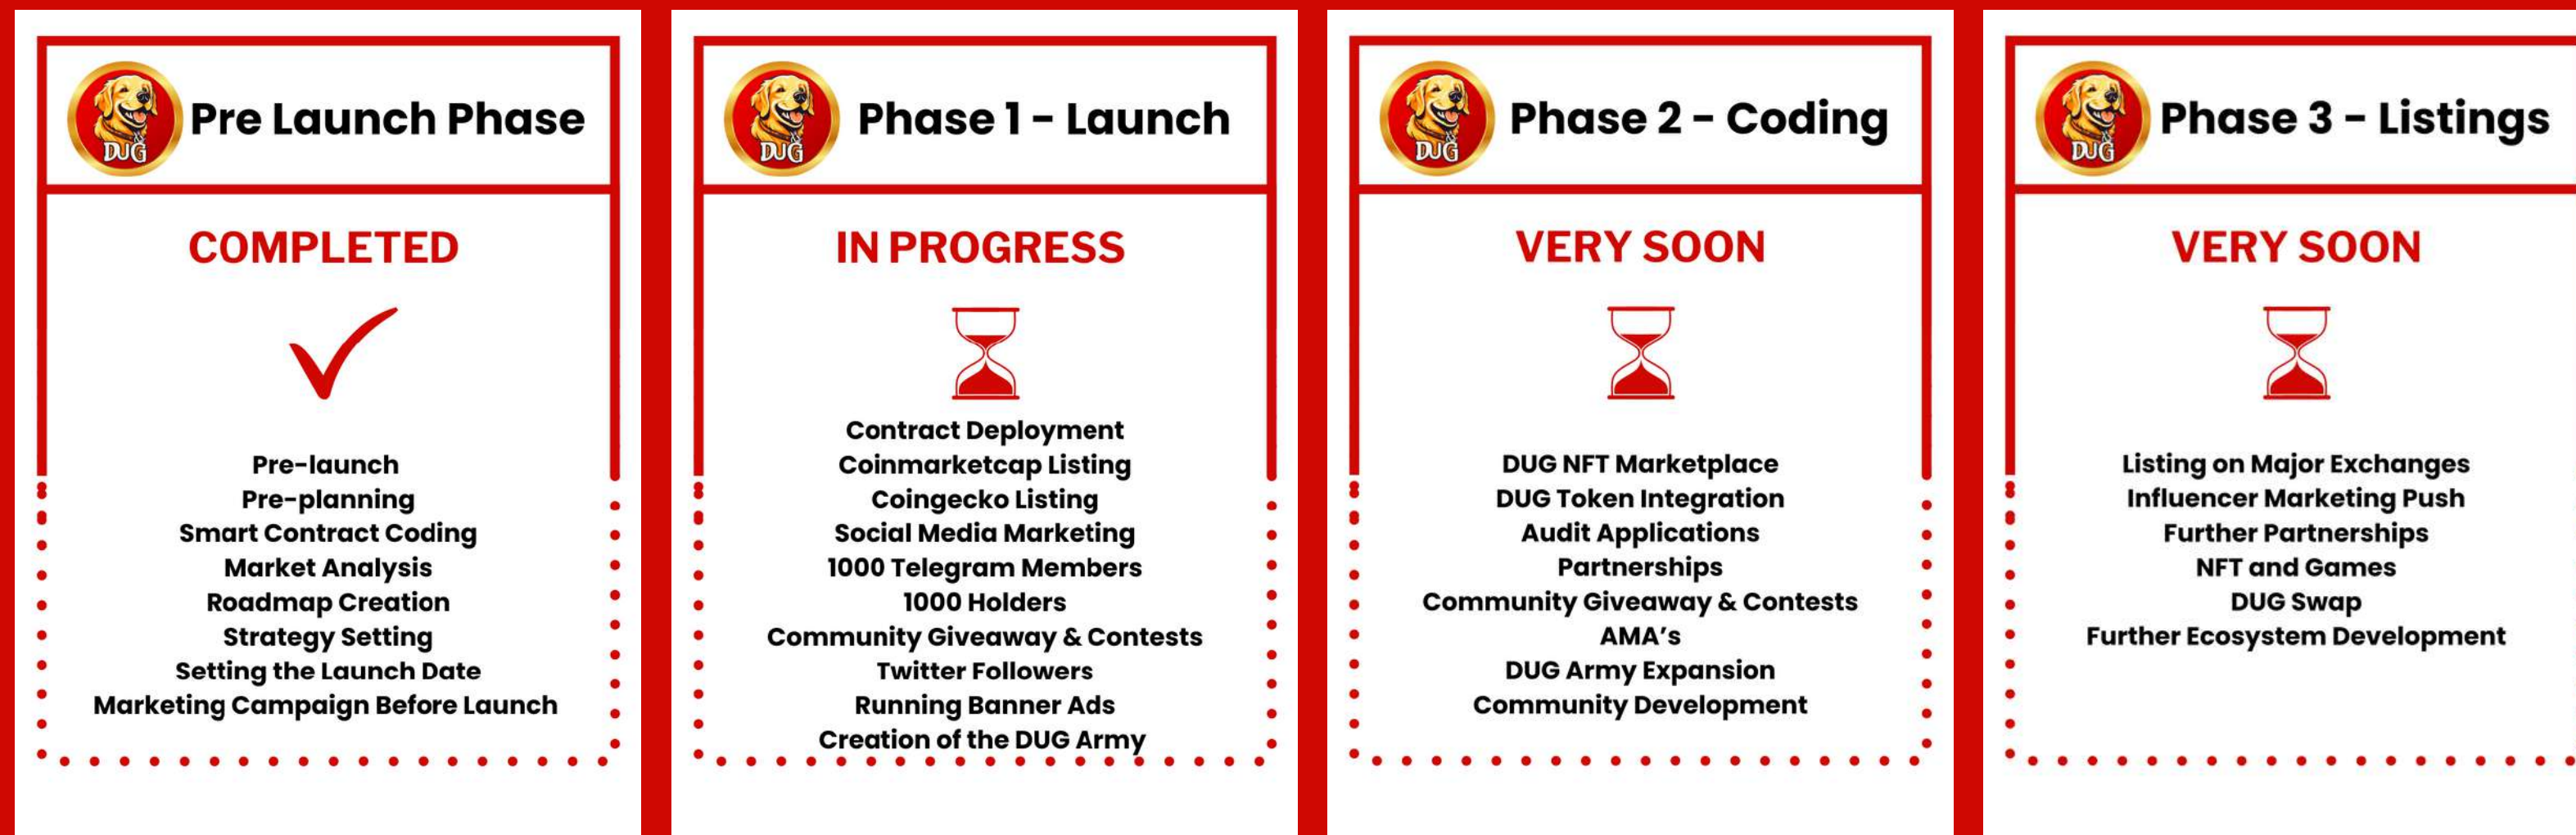 DUG
Pre Launch Phase
COMPLETED
Pre-launch
Pre-planning
Smart Contract Coding
Market Analysis
Roadmap Creation
Strategy Setting
Setting the Launch Date
Marketing Campaign Before Launch
DUG
Phase 1 - Launch
IN PROGRESS
Contract Deployment
Coinmarketcap Listing
Coingecko Listing
Social Media Marketing
1000 Telegram Members
1000 Holders
Community Giveaway & Contests
Twitter Followers
Running Banner Ads
Creation of the DUG Army
DUG
Phase 2 - Coding
VERY SOON
DUG NFT Marketplace
DUG Token Integration
Audit Applications
Partnerships
Community Giveaway & Contests
AMA’s
DUG Army Expansion
Community Development
DUG
Phase 3 - Listings
VERY SOON
Listing on Major Exchanges
Influencer Marketing Push
Further Partnerships
NFT and Games
DUG Swap
Further Ecosystem Development